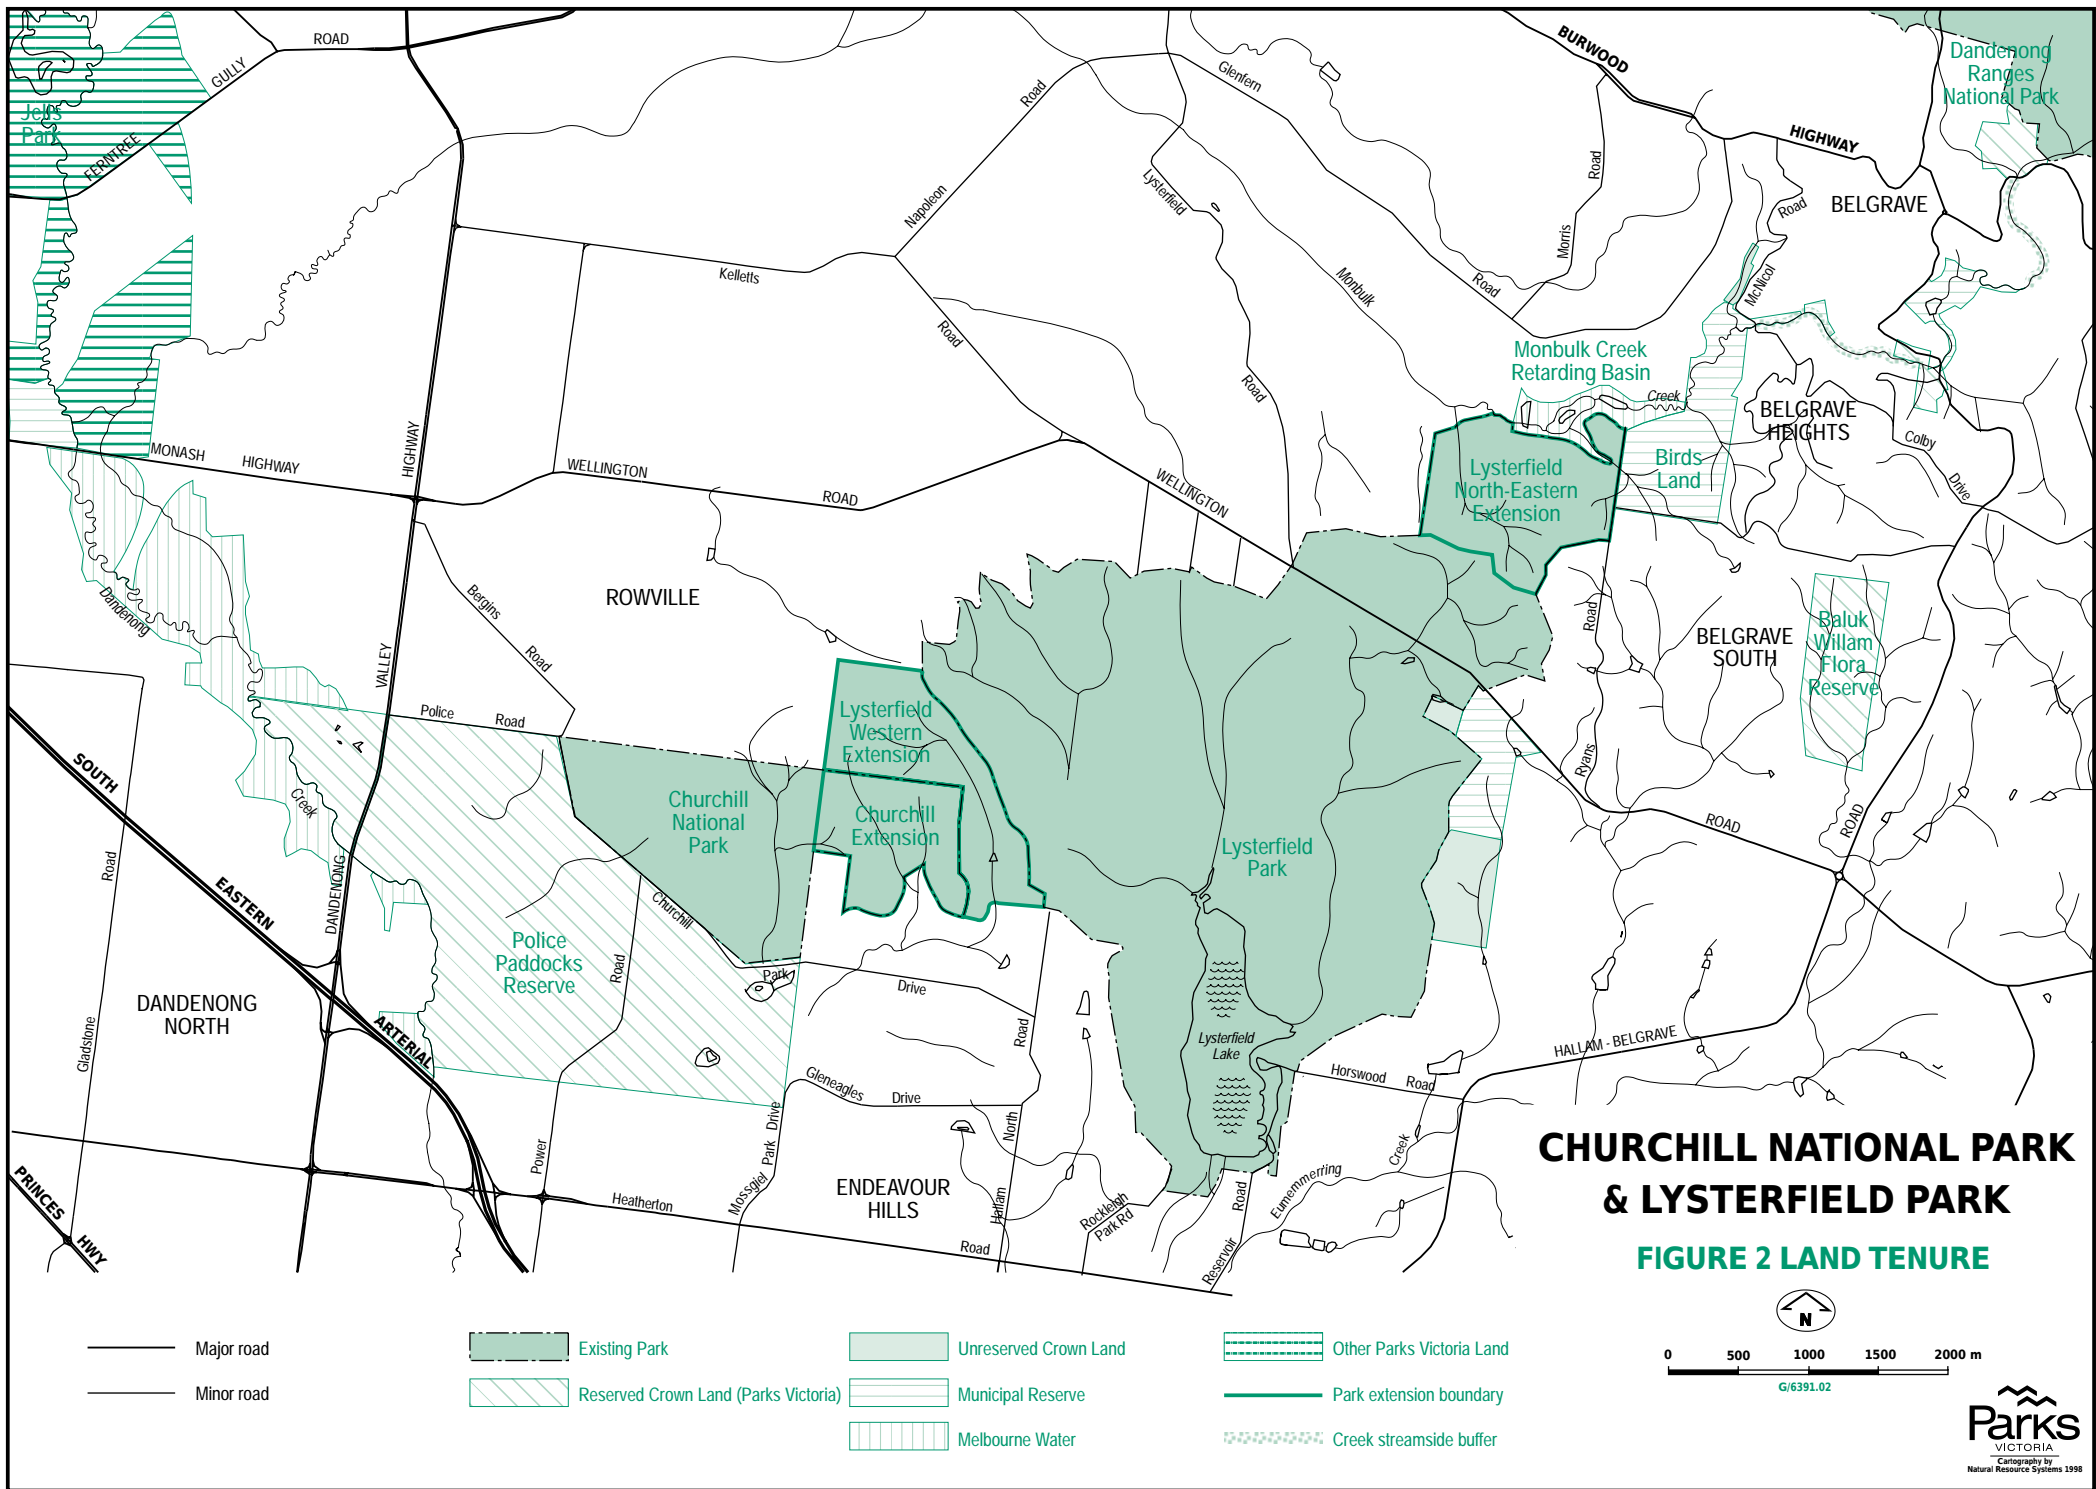 ROAD
GULLY
FERNTREE
Jells
Park
BURWOOD
HIGHWAY
Dandenong
Ranges
National Park
Glenfern
Road
Napoleon
Road
Lysterfield
Road
Morris
Road
BELGRAVE
McNicol
Kelletts
Road
Monbulk
Road
Monbulk Creek
Retarding Basin
Creek
Road
BELGRAVE
HEIGHTS
Colby
Drive
MONASH
HIGHWAY
HIGHWAY
WELLINGTON
ROAD
WELLINGTON
Lysterfield
North-Eastern
Extension
Birds
Land
Dandenong
Bergins
Road
ROWVILLE
VALLEY
Road
BELGRAVE
SOUTH
Baluk
Willam
Flora
Reserve
Police
Road
Lysterfield
Western
Extension
SOUTH
Creek
Churchill
National
Park
Churchill
Extension
Lysterfield
Park
Ryans
ROAD
ROAD
Road
EASTERN
DANDENONG
Churchill
Police
Paddocks
Reserve
Road
Park
Drive
DANDENONG
NORTH
ARTERIAL
Gladstone
Road
Lysterfield
Lake
HALLAM - BELGRAVE
Gleneagles
Drive
Horswood
Road
Power
Mossgiel
Park
Drive
North
Hallam
Creek
Eumemmerring
PRINCES
HWY
Heatherton
Road
ENDEAVOUR
HILLS
Rockleigh
Park Rd
Road
Reservoir
CHURCHILL NATIONAL PARK
& LYSTERFIELD PARK
FIGURE 2 LAND TENURE
N
0 500 1000 1500 2000 m
G/6391.02
Major road
Minor road
Existing Park
Reserved Crown Land (Parks Victoria)
Unreserved Crown Land
Municipal Reserve
Melbourne Water
Other Parks Victoria Land
Park extension boundary
Creek streamside buffer
Parks
VICTORIA
Cartography by
Natural Resource Systems 1998